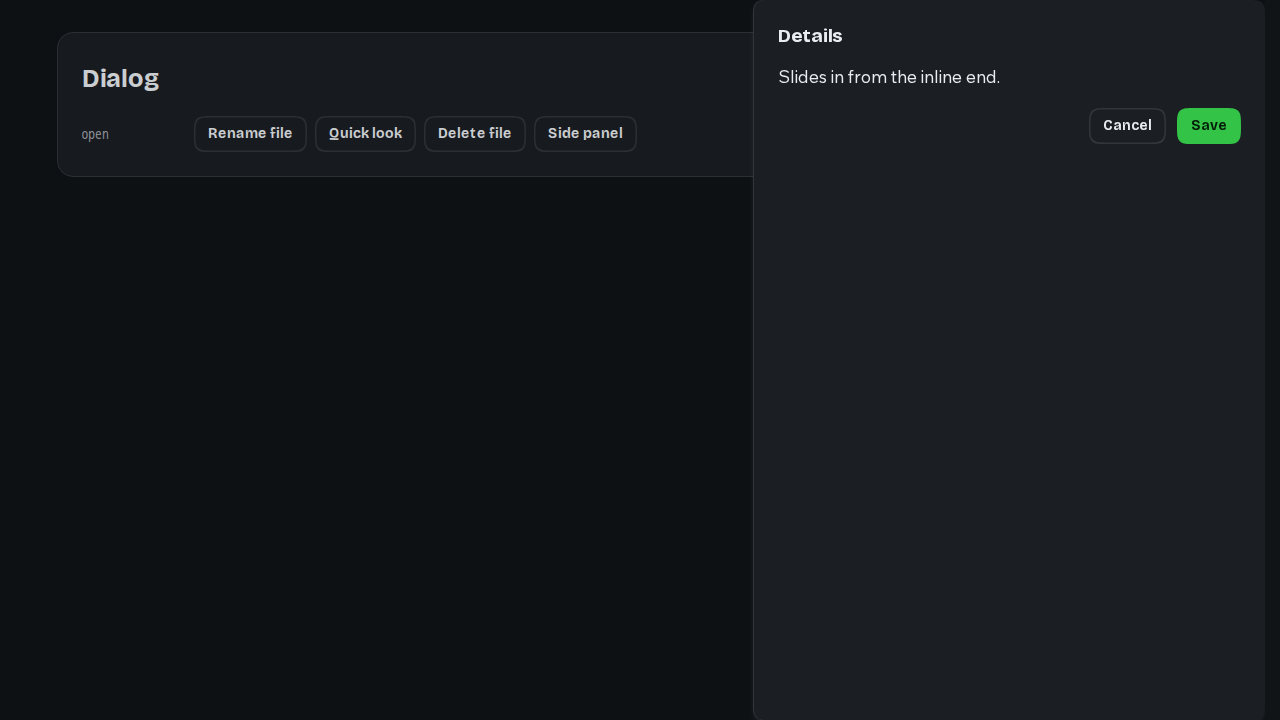 Dialog
open
Rename file
Quick look
Delete file
Side panel
Details
Slides in from the inline end.
Cancel
Save